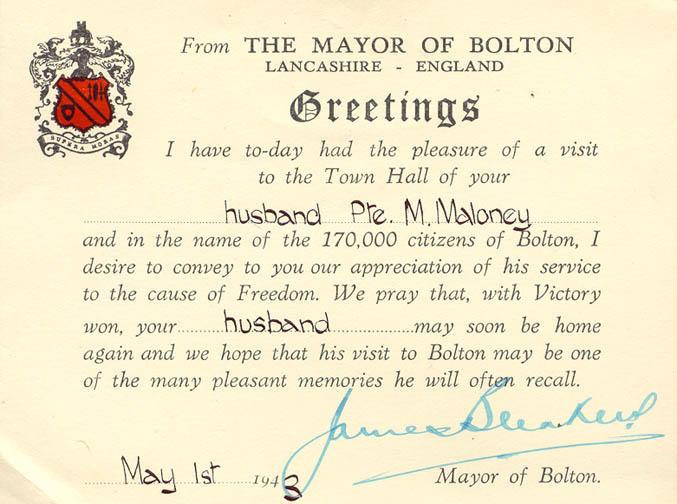 From THE MAYOR OF BOLTON
LANCASHIRE - ENGLAND
Greetings
SUPERA MORAS
I have to-day had the pleasure of a visit
to the Town Hall of your
husband Pte. M. Maloney
and in the name of the 170,000 citizens of Bolton, I
desire to convey to you our appreciation of his service
to the cause of Freedom. We pray that, with Victory
won, your husband may soon be home
again and we hope that his visit to Bolton may be one
of the many pleasant memories he will often recall.
James
May 1st 1943
Mayor of Bolton.